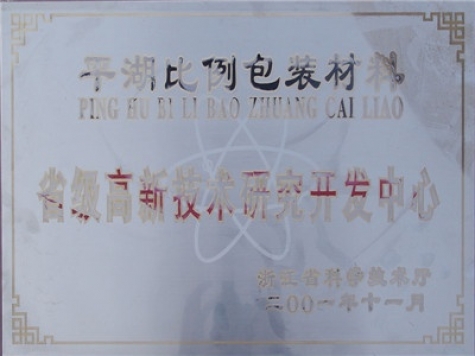 平湖比例包装材料
PING HU BI LI BAO ZHUANG CAI LIAO
省级高新技术研究开发中心
浙江省科学技术厅
二00一年十一月